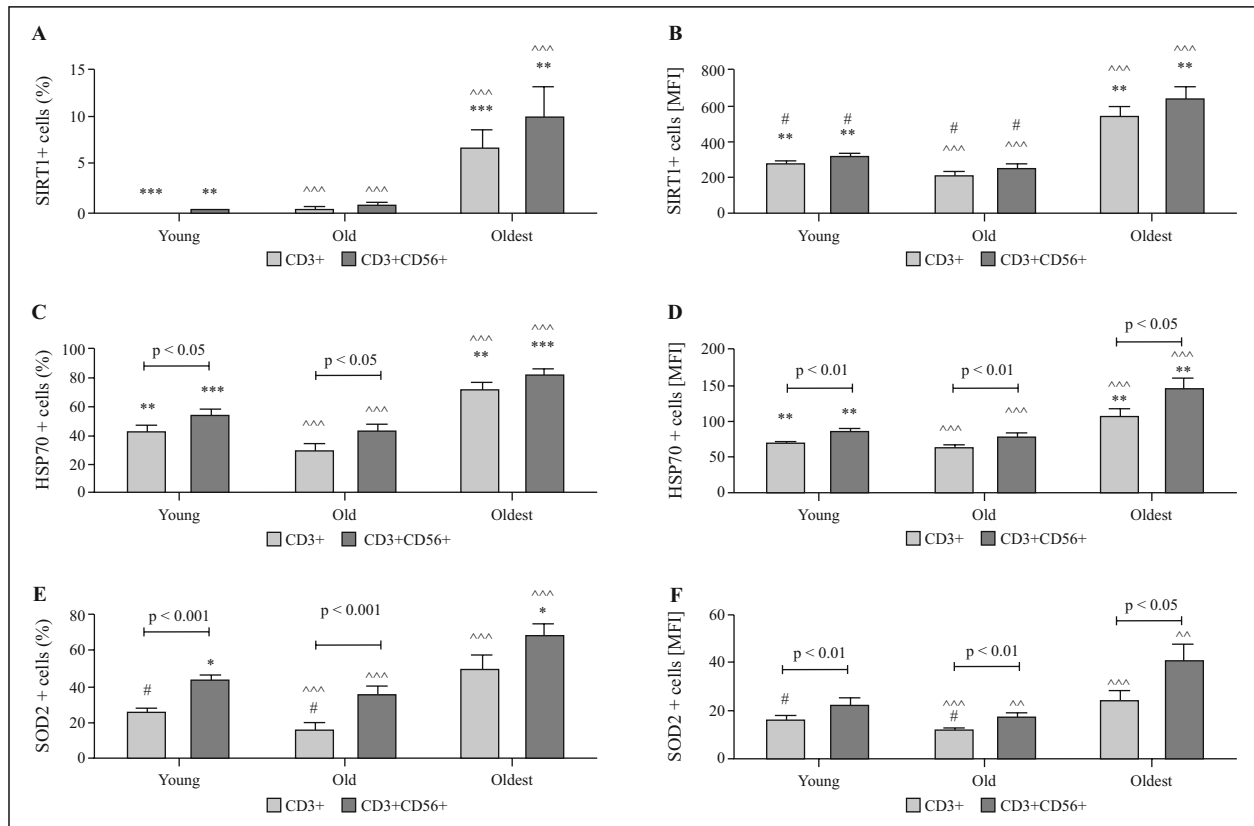 A
SIRT1+ cells (%)
15
10
5
0
***
**
^^^
^^^
^^^
***
^^^
**
Young
Old
Oldest
CD3+
CD3+CD56+
B
SIRT1+ cells [MFI]
800
600
400
200
0
#
**
#
**
#
^^^
#
^^^
^^^
**
^^^
**
Young
Old
Oldest
CD3+
CD3+CD56+
C
HSP70 + cells (%)
100
80
60
40
20
0
p < 0.05
**
***
p < 0.05
^^^
^^^
^^^
**
^^^
***
Young
Old
Oldest
CD3+
CD3+CD56+
D
HSP70 + cells [MFI]
200
150
100
50
0
p < 0.01
**
**
p < 0.01
^^^
^^^
p < 0.05
^^^
**
^^^
**
Young
Old
Oldest
CD3+
CD3+CD56+
E
SOD2 + cells (%)
80
60
40
20
0
p < 0.001
#
*
p < 0.001
^^^
#
^^^
^^^
^^^
*
Young
Old
Oldest
CD3+
CD3+CD56+
F
SOD2 + cells [MFI]
60
40
20
0
p < 0.01
#
p < 0.01
^^^
#
^^
p < 0.05
^^^
^^
Young
Old
Oldest
CD3+
CD3+CD56+